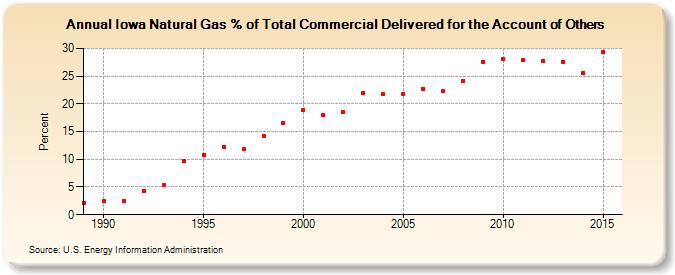 Annual Iowa Natural Gas % of Total Commercial Delivered for the Account of Others
30
25
20
15
10
5
0
Percent
1990 1995 2000 2005 2010 2015
Source: U.S. Energy Information Administration